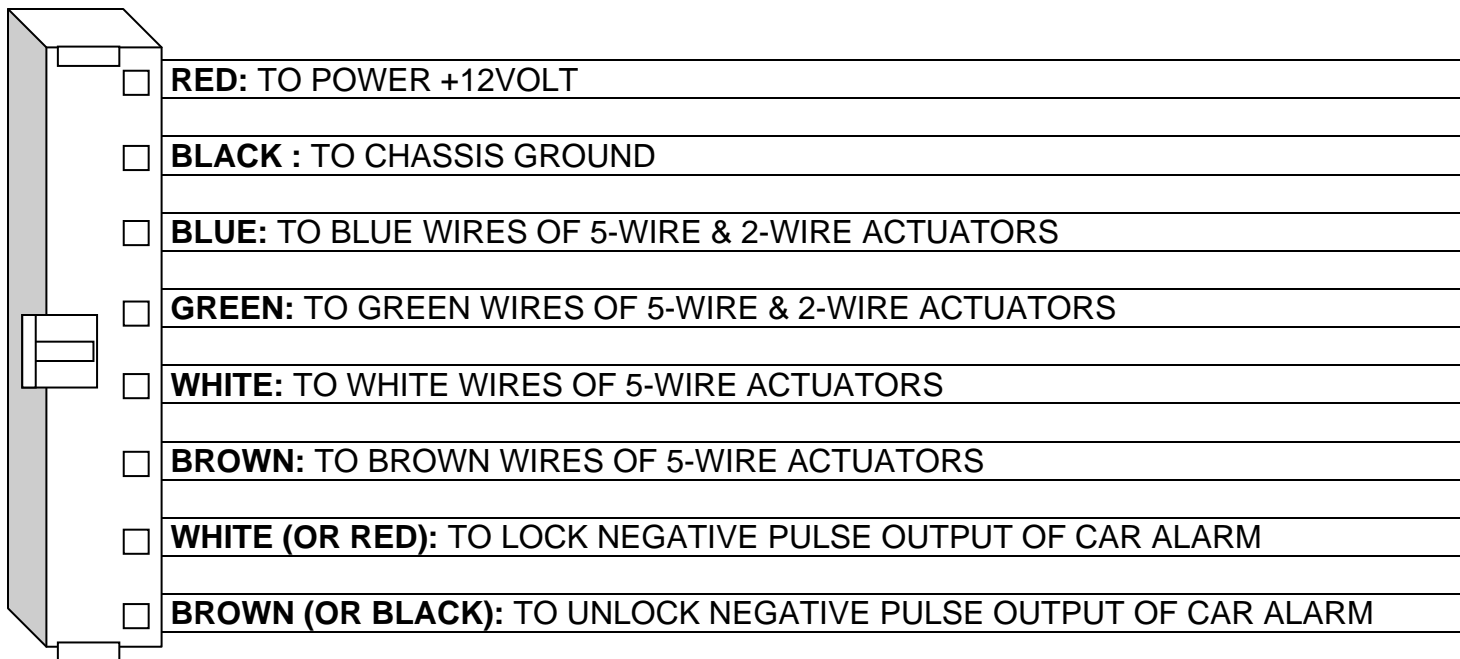 RED: TO POWER +12VOLT
BLACK : TO CHASSIS GROUND
BLUE: TO BLUE WIRES OF 5-WIRE & 2-WIRE ACTUATORS
GREEN: TO GREEN WIRES OF 5-WIRE & 2-WIRE ACTUATORS
WHITE: TO WHITE WIRES OF 5-WIRE ACTUATORS
BROWN: TO BROWN WIRES OF 5-WIRE ACTUATORS
WHITE (OR RED): TO LOCK NEGATIVE PULSE OUTPUT OF CAR ALARM
BROWN (OR BLACK): TO UNLOCK NEGATIVE PULSE OUTPUT OF CAR ALARM